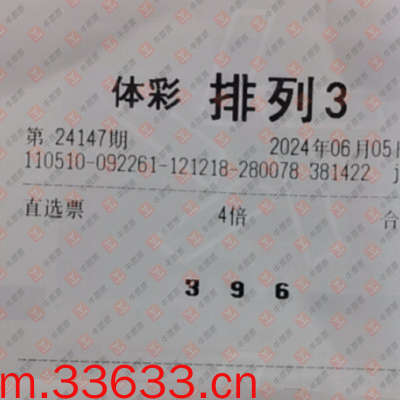 体彩 排列3
第 24147期 2024年06月05
110510-092261-121218-280078 381422 j
直选票 4倍 合
3 9 6
m.33633.cn